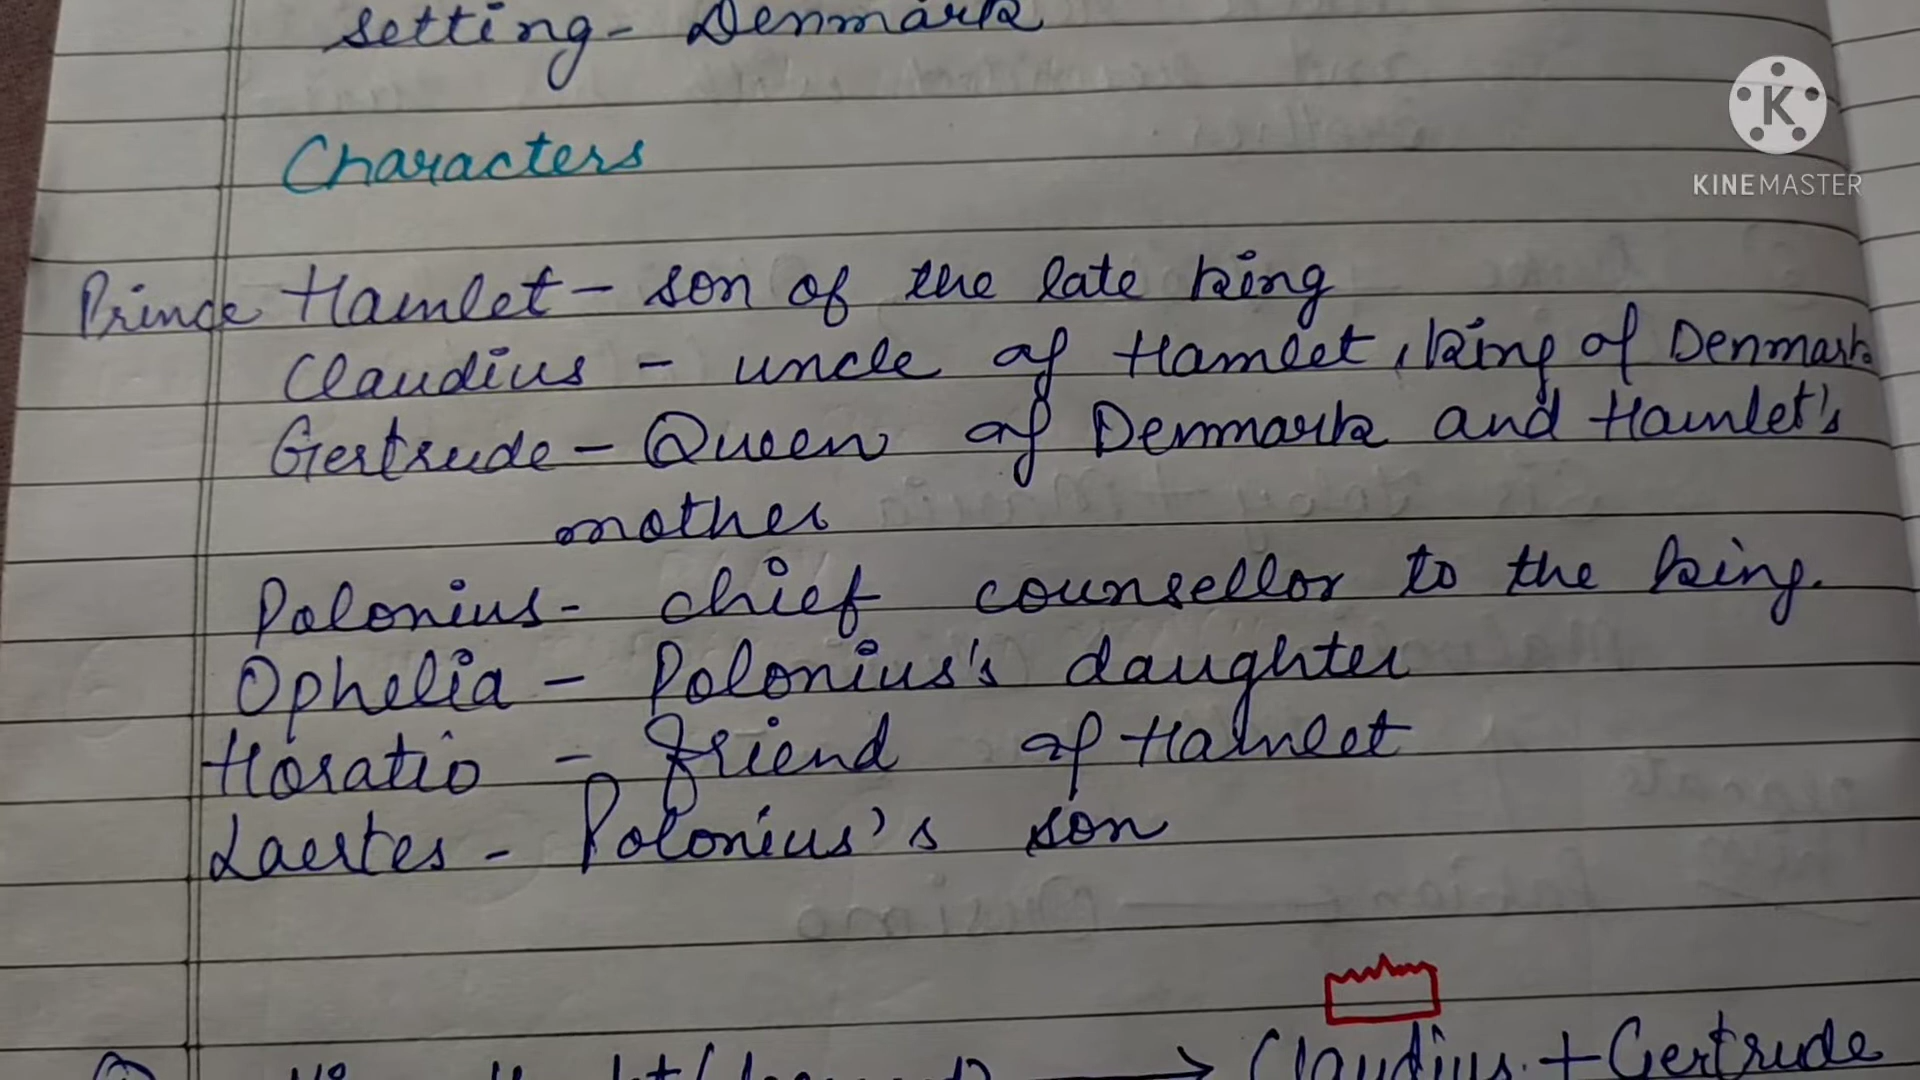 setting - Denmark
KINEMASTER
Characters
Prince Hamlet - son of the late king
Claudius - uncle of Hamlet, king of Denmark
Gertrude - Queen of Denmark and Hamlet's
mother
Polonius - chief counsellor to the king.
Ophelia - Polonius's daughter
Horatio - friend of Hamlet
Laertes - Polonius's son
→ Claudius + Gertrude